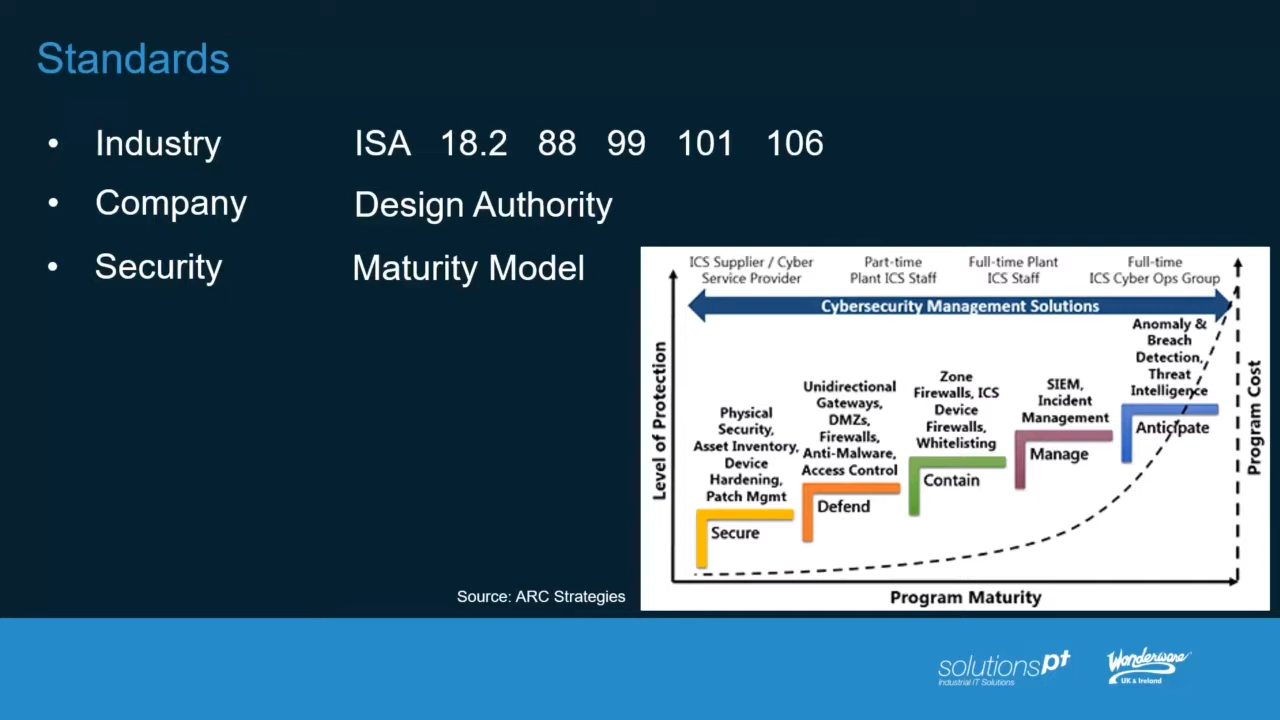 Standards
• Industry ISA 18.2 88 99 101 106
• Company Design Authority
• Security Maturity Model
ICS Supplier / Cyber
Service Provider
Part-time
Plant ICS Staff
Full-time Plant
ICS Staff
Full-time
ICS Cyber Ops Group
Cybersecurity Management Solutions
Level of Protection
Physical
Security,
Asset Inventory,
Device
Hardening,
Patch Mgmt
Secure
Unidirectional
Gateways,
DMZs,
Firewalls,
Anti-Malware,
Access Control
Defend
Zone
Firewalls, ICS
Device
Firewalls,
Whitelisting
Contain
SIEM,
Incident
Management
Manage
Anomaly &
Breach
Detection,
Threat
Intelligence
Anticipate
Program Cost
Program Maturity
Source: ARC Strategies
solutionspt
Industrial IT Solutions
Wonderware
UK & Ireland